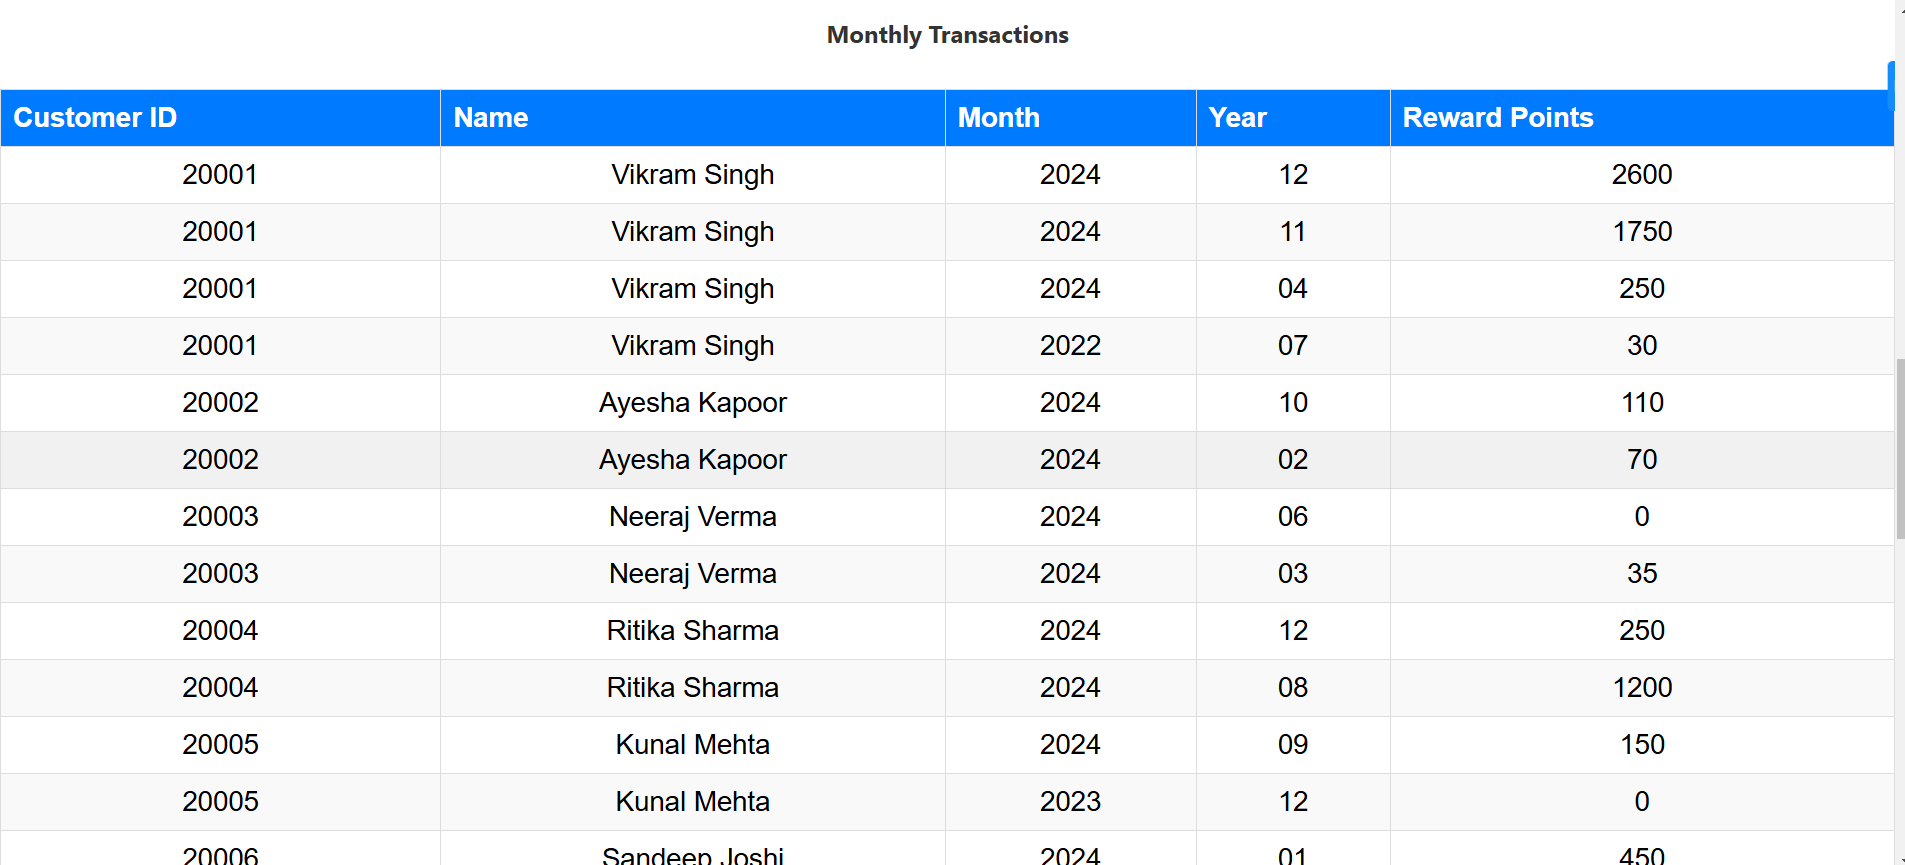 Monthly Transactions
Customer ID Name Month Year Reward Points
20001 Vikram Singh 2024 12 2600
20001 Vikram Singh 2024 11 1750
20001 Vikram Singh 2024 04 250
20001 Vikram Singh 2022 07 30
20002 Ayesha Kapoor 2024 10 110
20002 Ayesha Kapoor 2024 02 70
20003 Neeraj Verma 2024 06 0
20003 Neeraj Verma 2024 03 35
20004 Ritika Sharma 2024 12 250
20004 Ritika Sharma 2024 08 1200
20005 Kunal Mehta 2024 09 150
20005 Kunal Mehta 2023 12 0
20006 Sandeep Joshi 2024 01 450